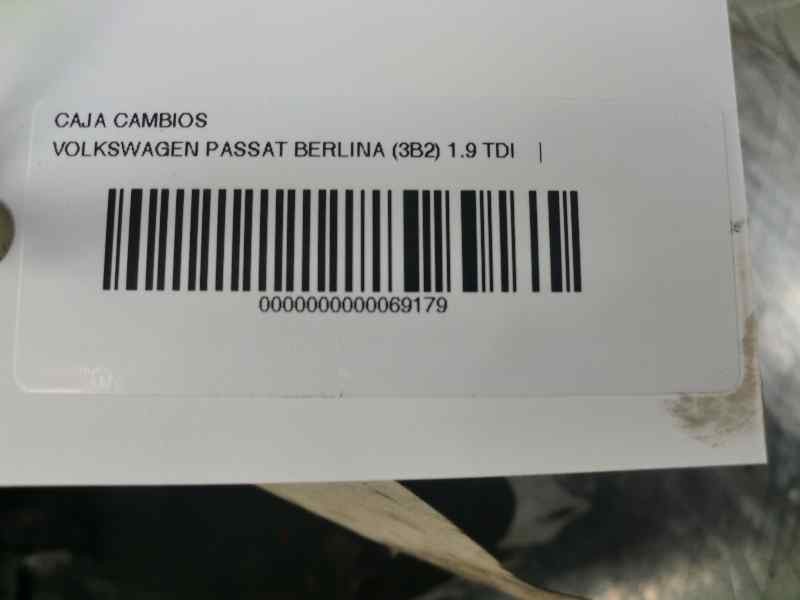 CAJA CAMBIOS
VOLKSWAGEN PASSAT BERLINA (3B2) 1.9 TDI |
0000000000069179